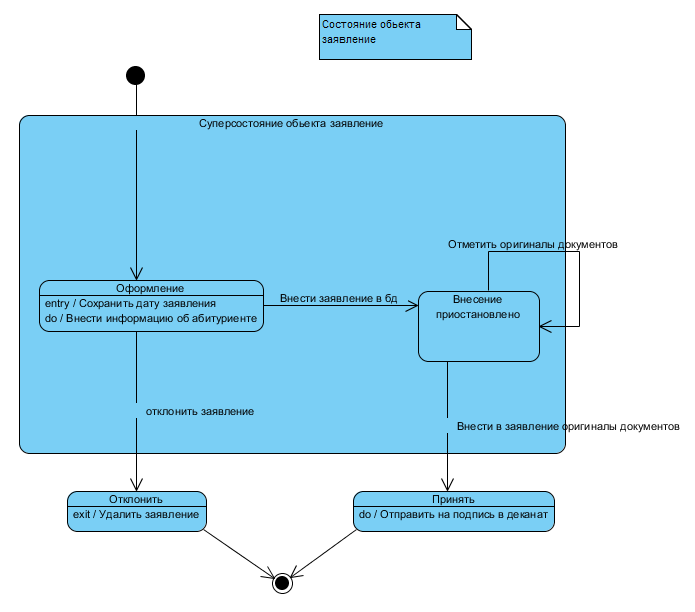 Состояние обьекта
заявление
Суперсостояние обьекта заявление
Отметить оригиналы документов
Оформление
entry / Сохранить дату заявления
do / Внести информацию об абитуриенте
Внести заявление в бд
Внесение
приостановлено
отклонить заявление
Внести в заявление оригиналы документов
Отклонить
exit / Удалить заявление
Принять
do / Отправить на подпись в деканат